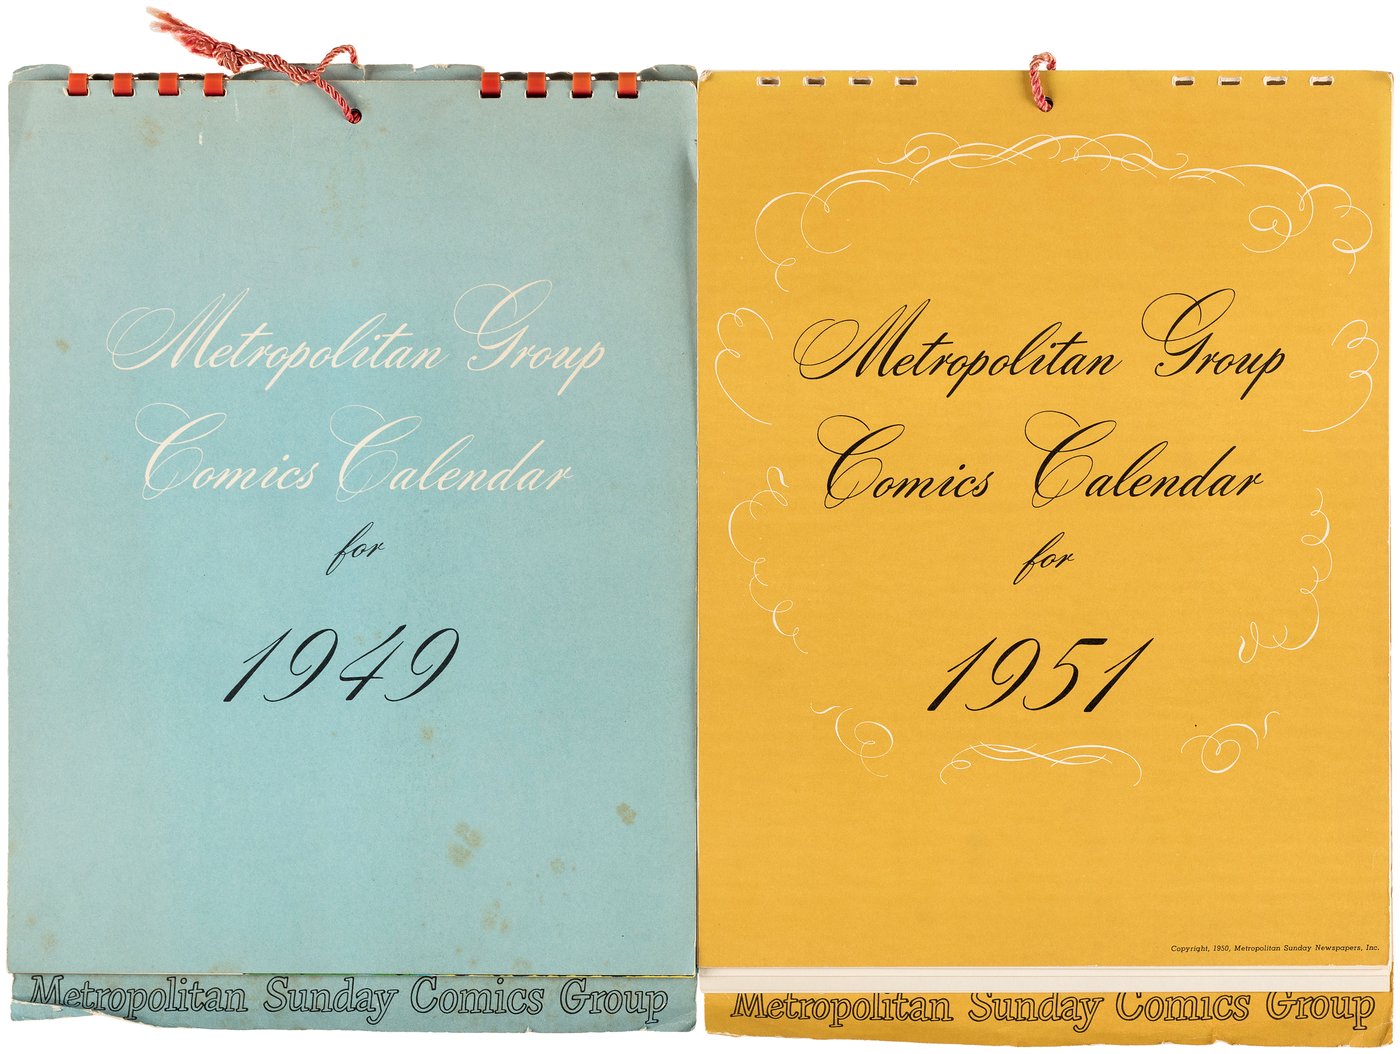 Metropolitan Group
Comics Calendar
for
1949
Metropolitan Sunday Comics Group
Metropolitan Group
Comics Calendar
for
1951
Copyright, 1950, Metropolitan Sunday Newspapers, Inc.
Metropolitan Sunday Comics Group